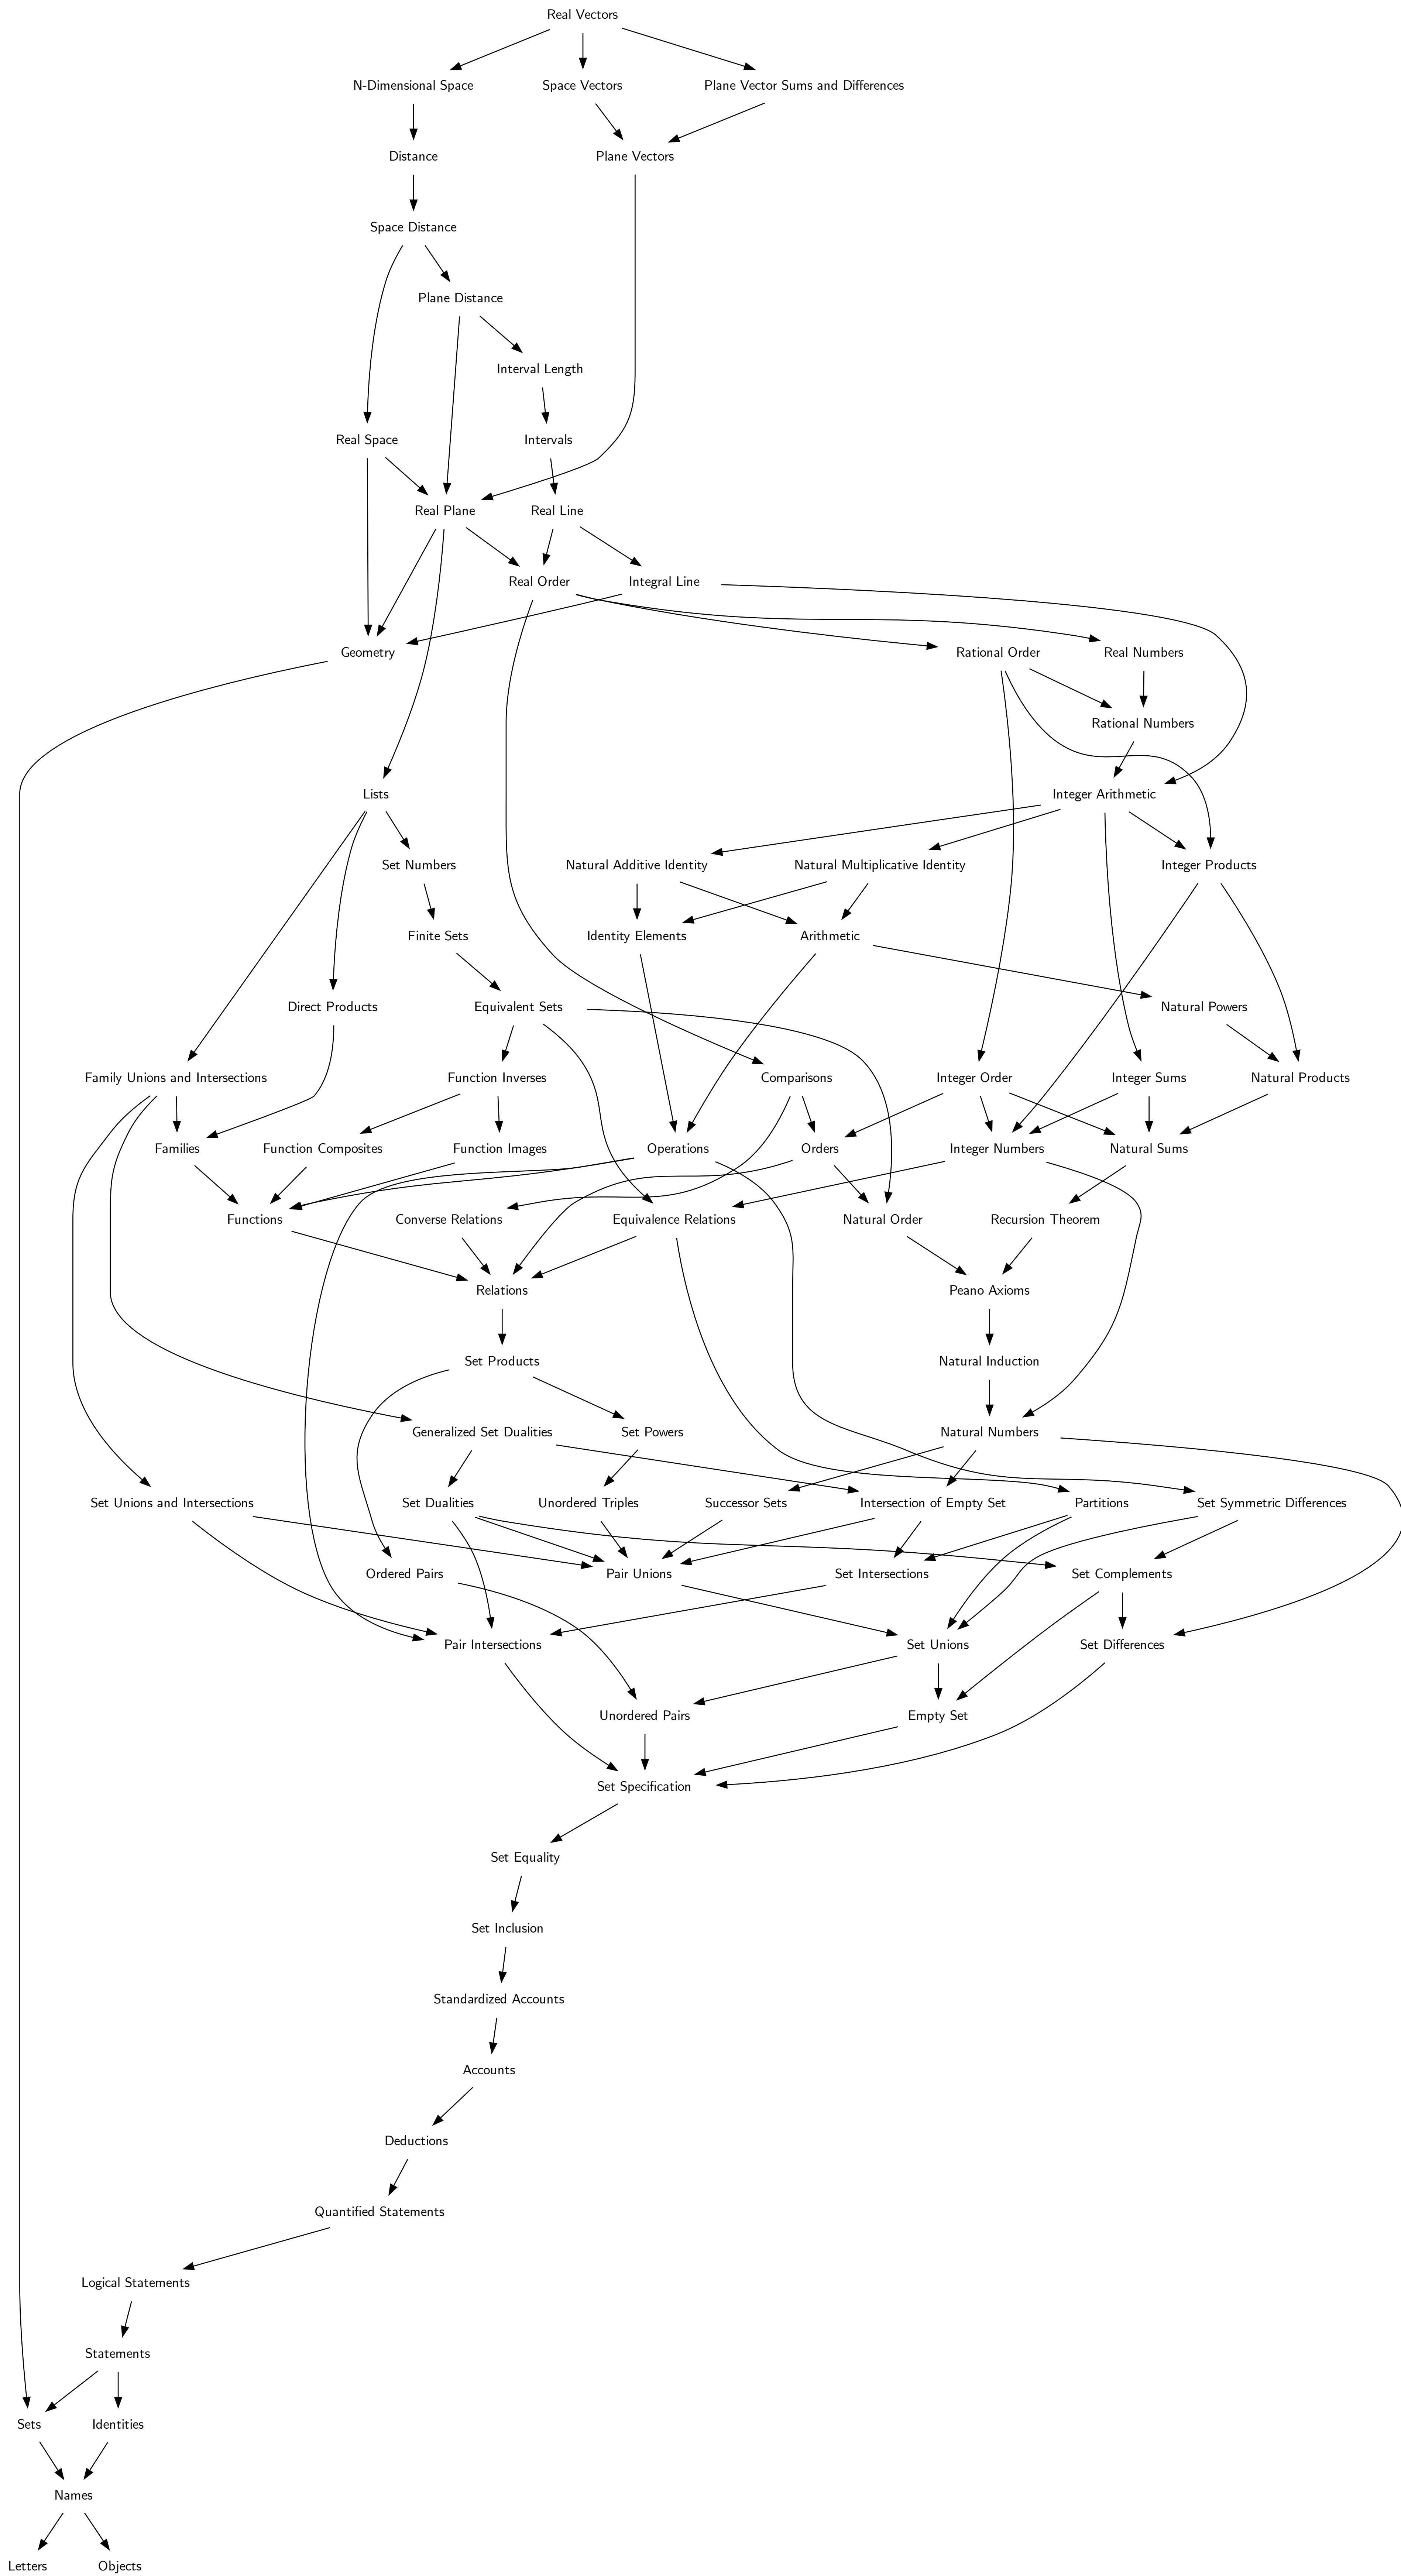 Real Vectors
N-Dimensional Space
Space Vectors
Plane Vector Sums and Differences
Distance
Plane Vectors
Space Distance
Plane Distance
Interval Length
Real Space
Intervals
Real Plane
Real Line
Real Order
Integral Line
Geometry
Rational Order
Real Numbers
Rational Numbers
Lists
Integer Arithmetic
Set Numbers
Natural Additive Identity
Natural Multiplicative Identity
Integer Products
Finite Sets
Identity Elements
Arithmetic
Direct Products
Equivalent Sets
Natural Powers
Family Unions and Intersections
Function Inverses
Comparisons
Integer Order
Integer Sums
Natural Products
Families
Function Composites
Function Images
Operations
Orders
Integer Numbers
Natural Sums
Functions
Converse Relations
Equivalence Relations
Natural Order
Recursion Theorem
Relations
Peano Axioms
Set Products
Natural Induction
Generalized Set Dualities
Set Powers
Natural Numbers
Set Unions and Intersections
Set Dualities
Unordered Triples
Successor Sets
Intersection of Empty Set
Partitions
Set Symmetric Differences
Ordered Pairs
Pair Unions
Set Intersections
Set Complements
Pair Intersections
Set Unions
Set Differences
Unordered Pairs
Empty Set
Set Specification
Set Equality
Set Inclusion
Standardized Accounts
Accounts
Deductions
Quantified Statements
Logical Statements
Statements
Sets
Identities
Names
Letters
Objects